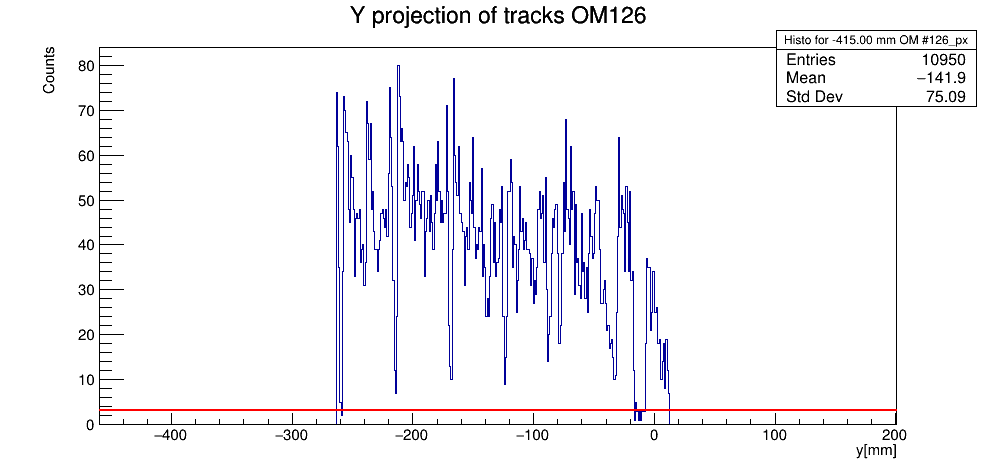 Y projection of tracks OM126
Histo for -415.00 mm OM #126_px
Entries 10950
Mean −141.9
Std Dev 75.09
Counts
80
70
60
50
40
30
20
10
0
−400 −300 −200 −100 0 100 200
y[mm]